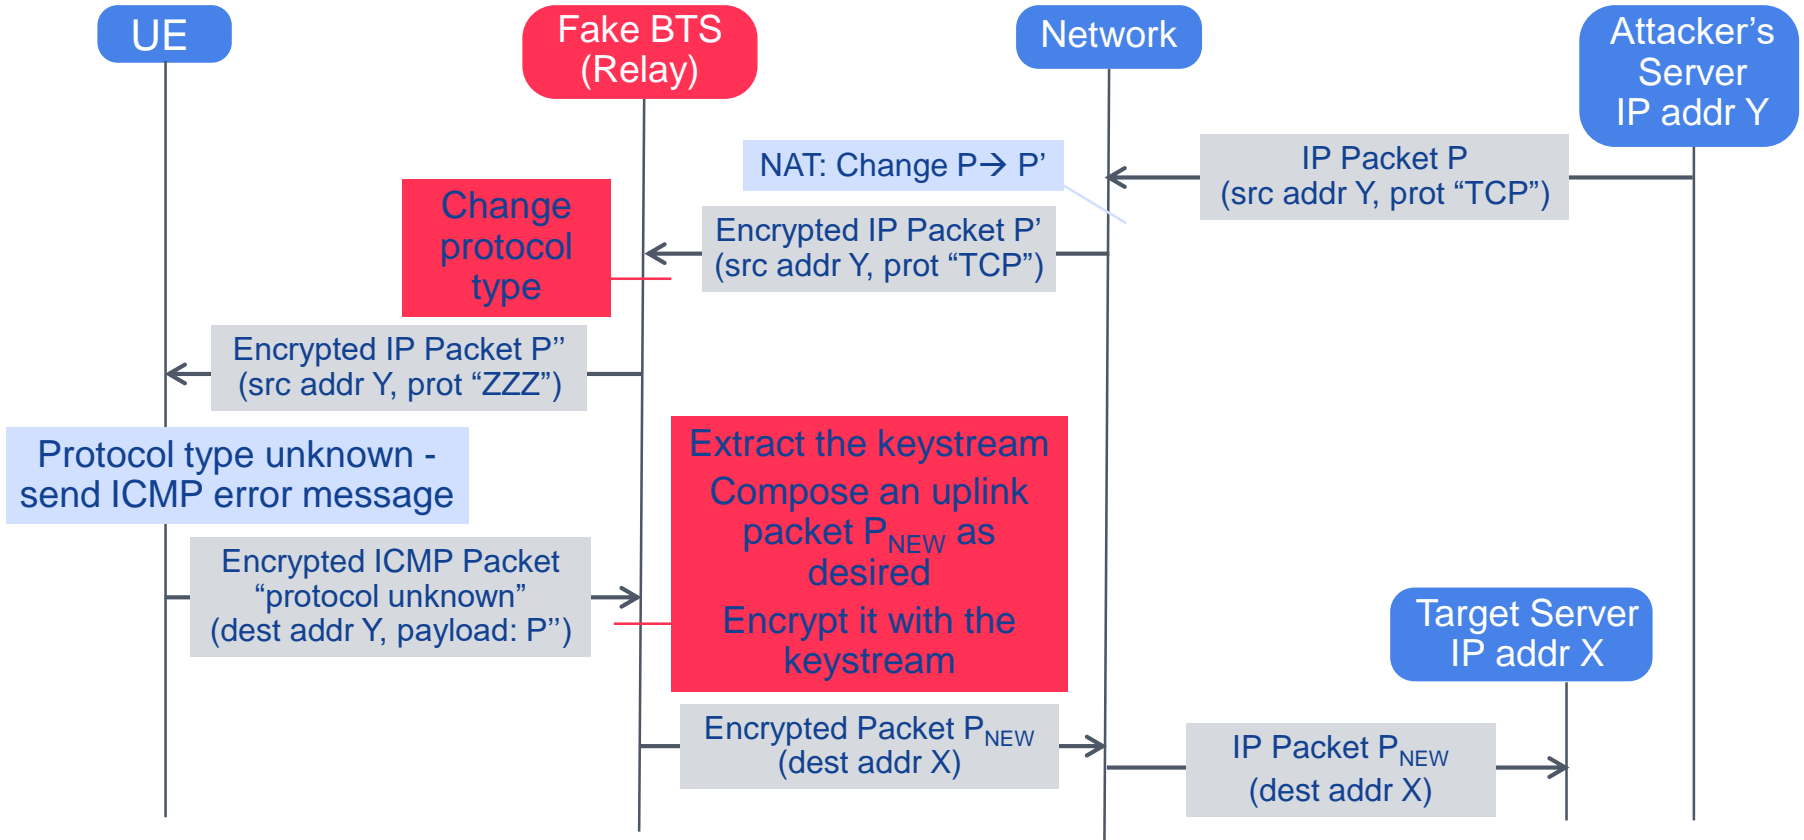 UE
Fake BTS
(Relay)
Network
Attacker’s
Server
IP addr Y
IP Packet P
(src addr Y, prot “TCP”)
NAT: Change P→ P’
Change
protocol
type
Encrypted IP Packet P’
(src addr Y, prot “TCP”)
Encrypted IP Packet P’’
(src addr Y, prot “ZZZ”)
Protocol type unknown -
send ICMP error message
Encrypted ICMP Packet
“protocol unknown”
(dest addr Y, payload: P’’)
Extract the keystream
Compose an uplink
packet PNEW as
desired
Encrypt it with the
keystream
Target Server
IP addr X
Encrypted Packet PNEW
(dest addr X)
IP Packet PNEW
(dest addr X)